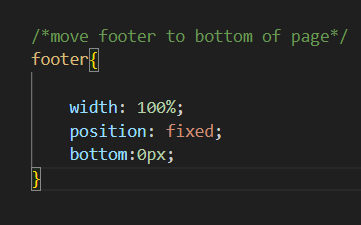 /*move footer to bottom of page*/
footer{
width: 100%;
position: fixed;
bottom:0px;
}